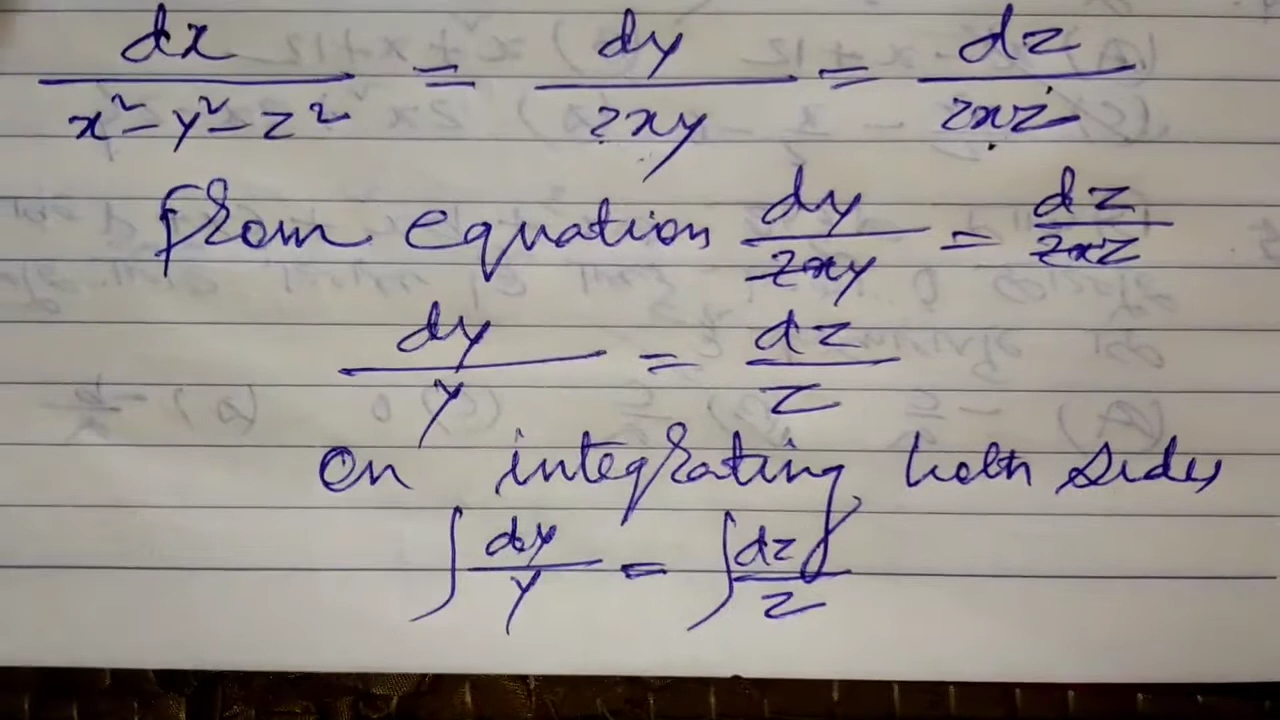 dx/(x²-y²-z²) = dy/2xy = dz/2xz
from equation dy/2xy = dz/2xz
dy/y = dz/z
On integrating both sides
∫dy/y = ∫dz/z